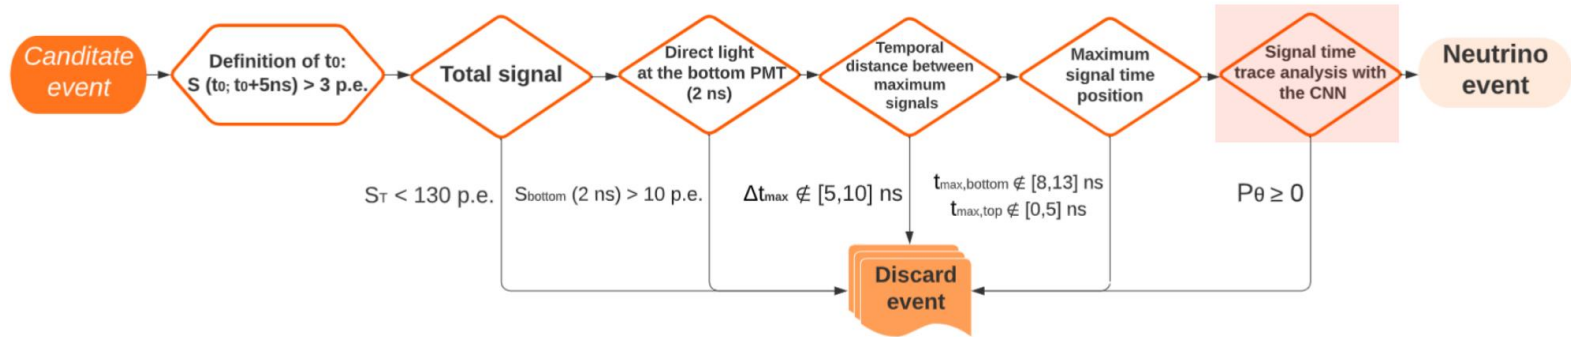 Canditate
event
Definition of t0:
S (t0; t0+5ns) > 3 p.e.
Total signal
Direct light
at the bottom PMT
(2 ns)
Temporal
distance between
maximum
signals
Maximum
signal time
position
Signal time
trace analysis with
the CNN
Neutrino
event
ST < 130 p.e.
Sbottom (2 ns) > 10 p.e.
Δtmax ∉ [5,10] ns
tmax,bottom ∉ [8,13] ns
tmax,top ∉ [0,5] ns
Pθ ≥ 0
Discard
event